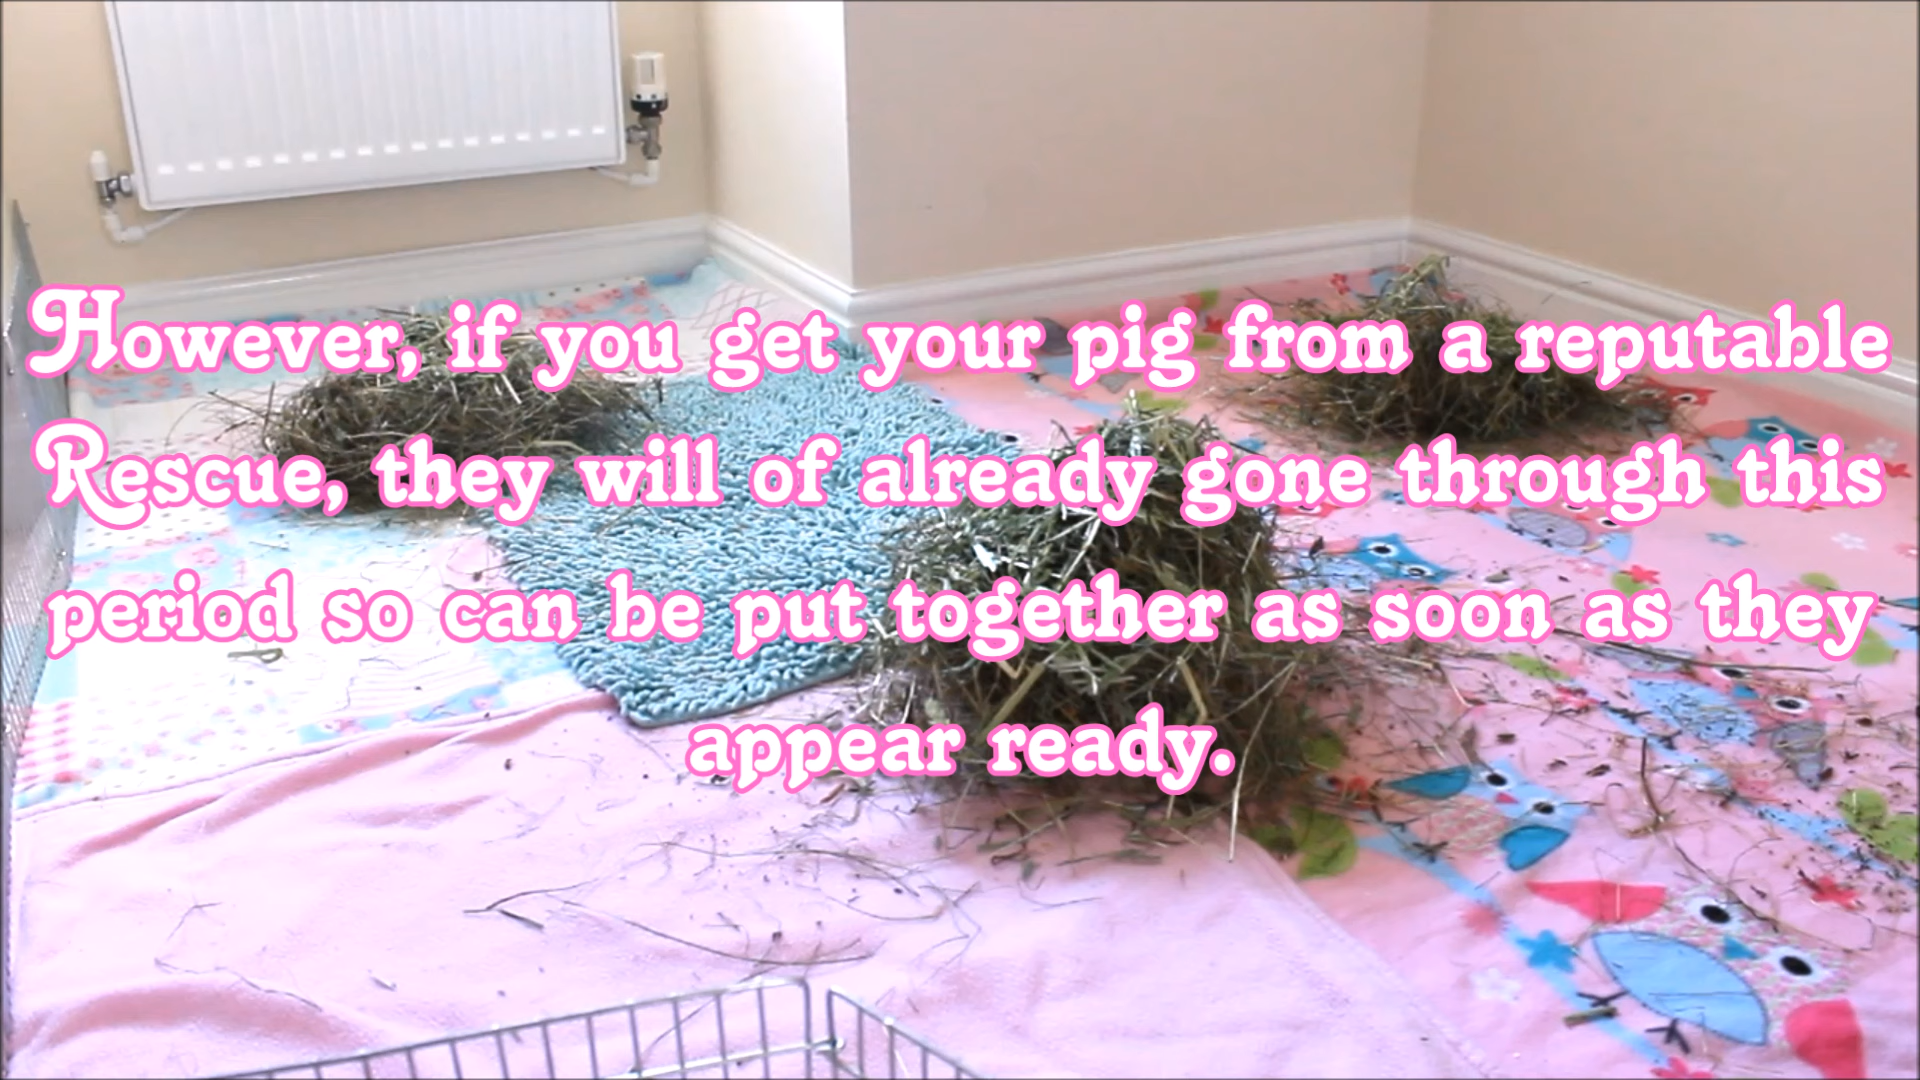 However, if you get your pig from a reputable
Rescue, they will of already gone through this
period so can be put together as soon as they
appear ready.